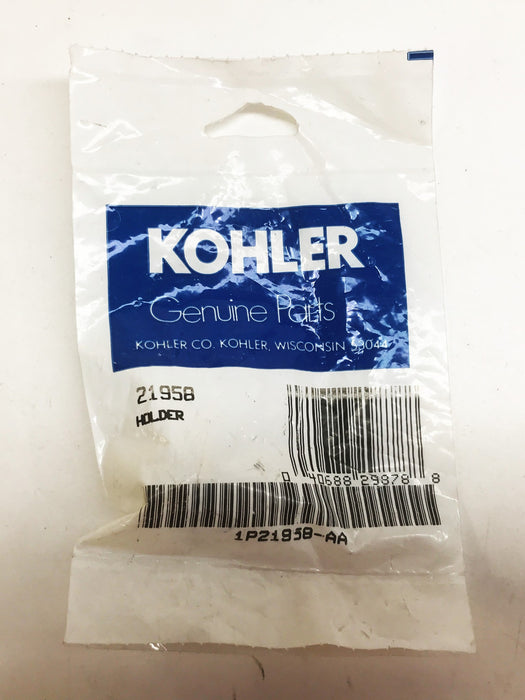 KOHLER
Genuine Parts
KOHLER CO. KOHLER, WISCONSIN 53044
21958
HOLDER
0 40688 29878 8
1P21958-AA